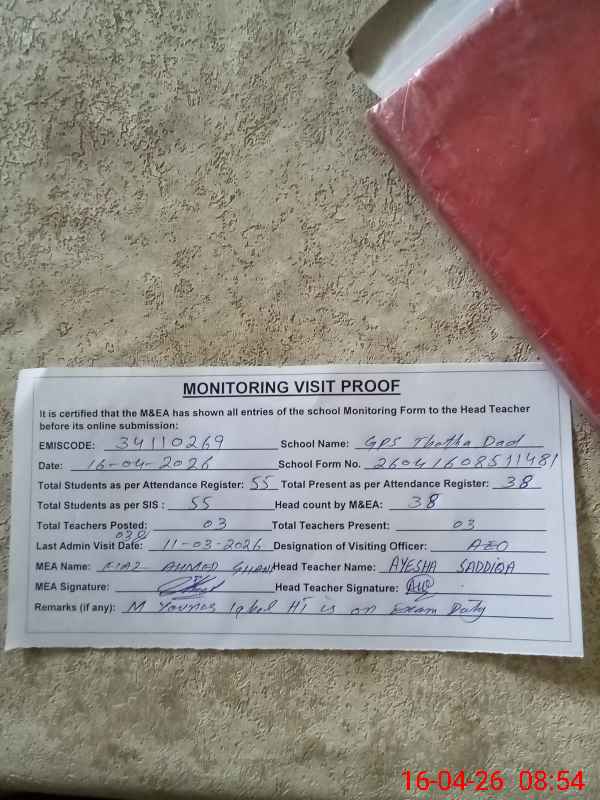 MONITORING VISIT PROOF
It is certified that the M&EA has shown all entries of the school Monitoring Form to the Head Teacher
before its online submission:
EMISCODE: 34110269 School Name: GPS Thatha Dad
Date: 16-04-2026 School Form No. 26041608511481
Total Students as per Attendance Register: 55 Total Present as per Attendance Register: 38
Total Students as per SIS : 55 Head count by M&EA: 38
Total Teachers Posted: 03 Total Teachers Present: 03
038
Last Admin Visit Date: 11-03-2026 Designation of Visiting Officer: AEO
MEA Name: RIAZ AHMED GHANI Head Teacher Name: AYESHA SADDIQA
MEA Signature: Head Teacher Signature:
Remarks (if any): M Younas Iqbal HT is on Exam Duty
16-04-26 08:54